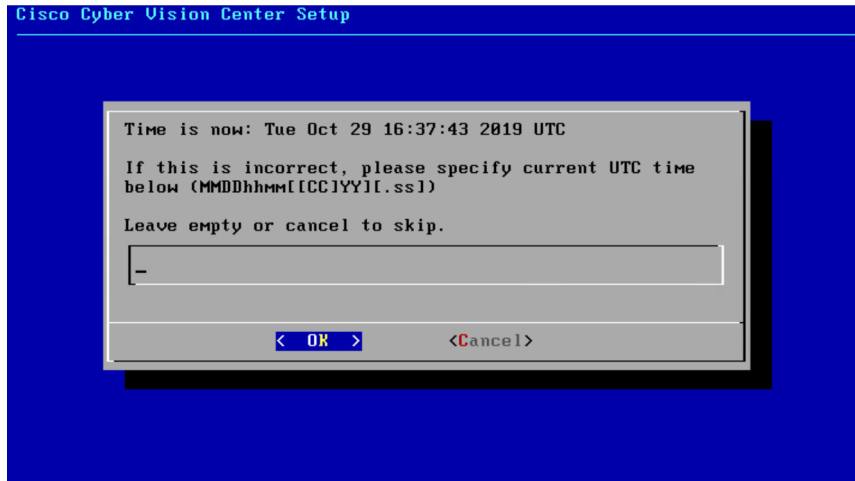 Cisco Cyber Vision Center Setup
Time is now: Tue Oct 29 16:37:43 2019 UTC
If this is incorrect, please specify current UTC time
below (MMDDhhmm[[CC]YY][.ss])
Leave empty or cancel to skip.
< OK > <Cancel>